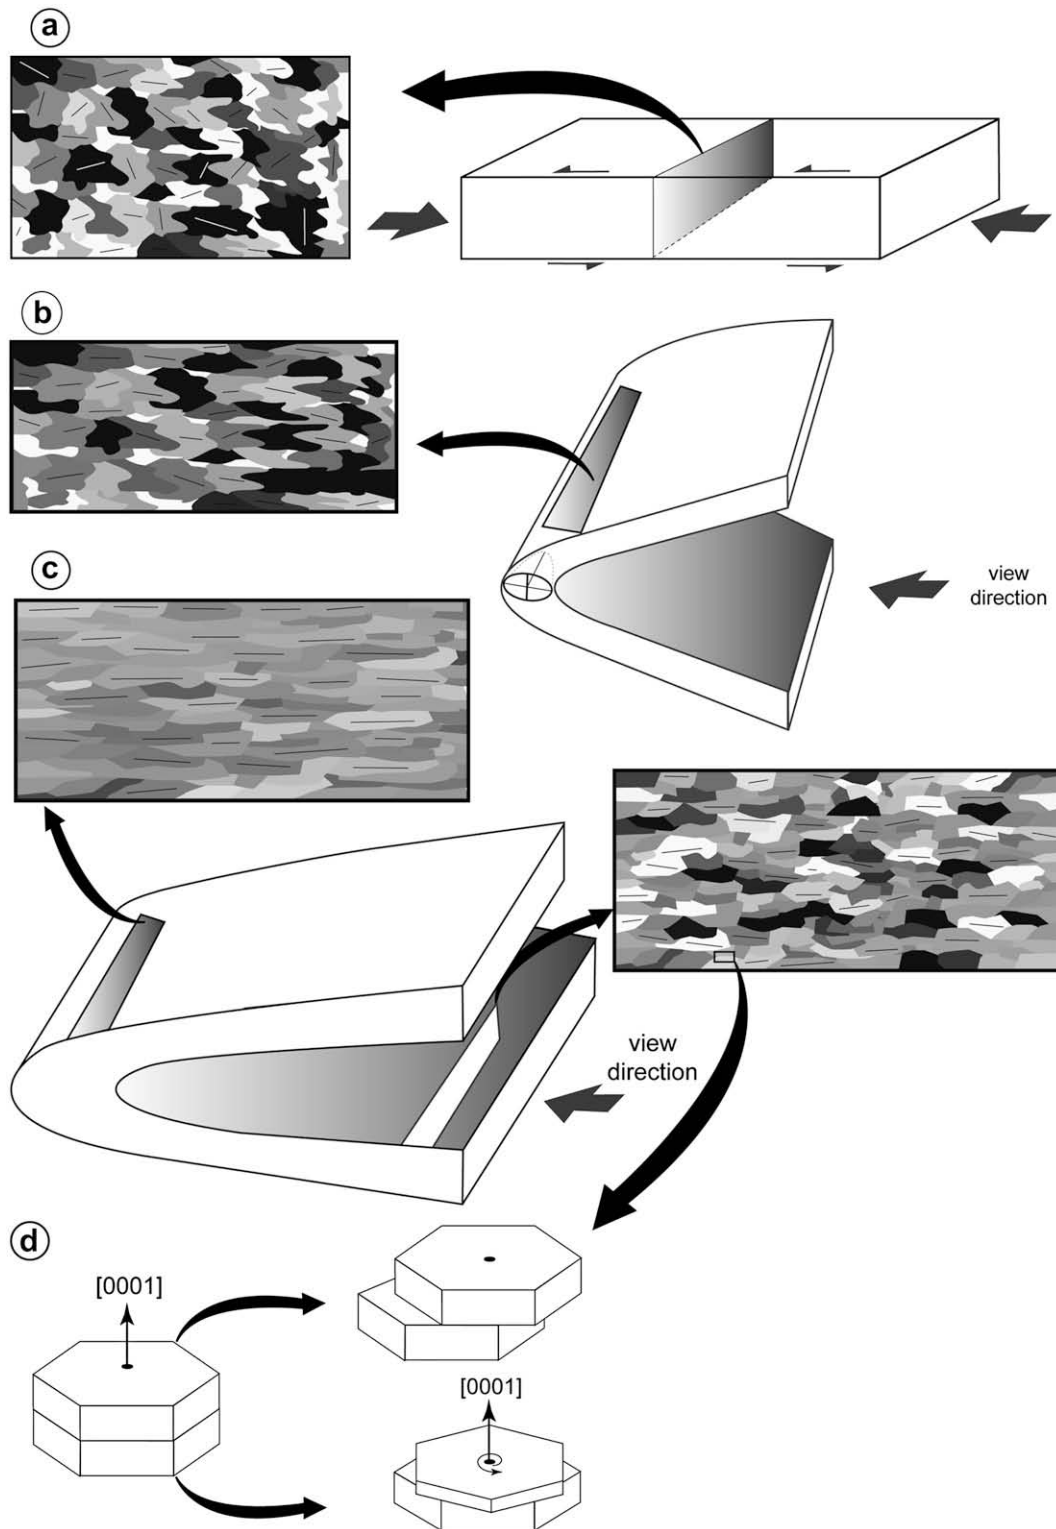 a
b
view
direction
c
view
direction
d
[0001]
[0001]